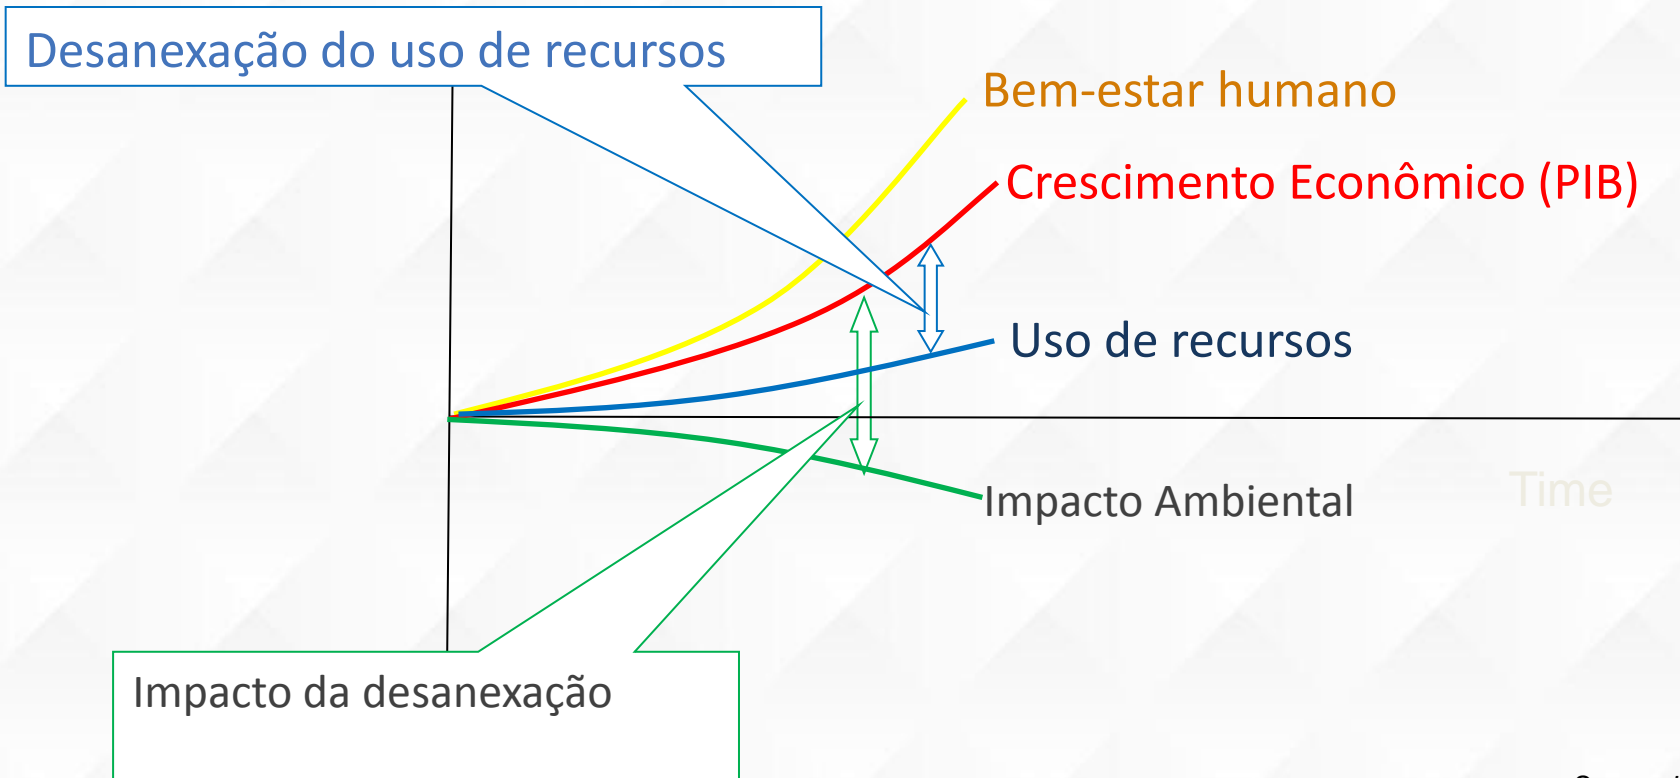 Desanexação do uso de recursos
Bem-estar humano
Crescimento Econômico (PIB)
Uso de recursos
Time
Impacto Ambiental
Impacto da desanexação